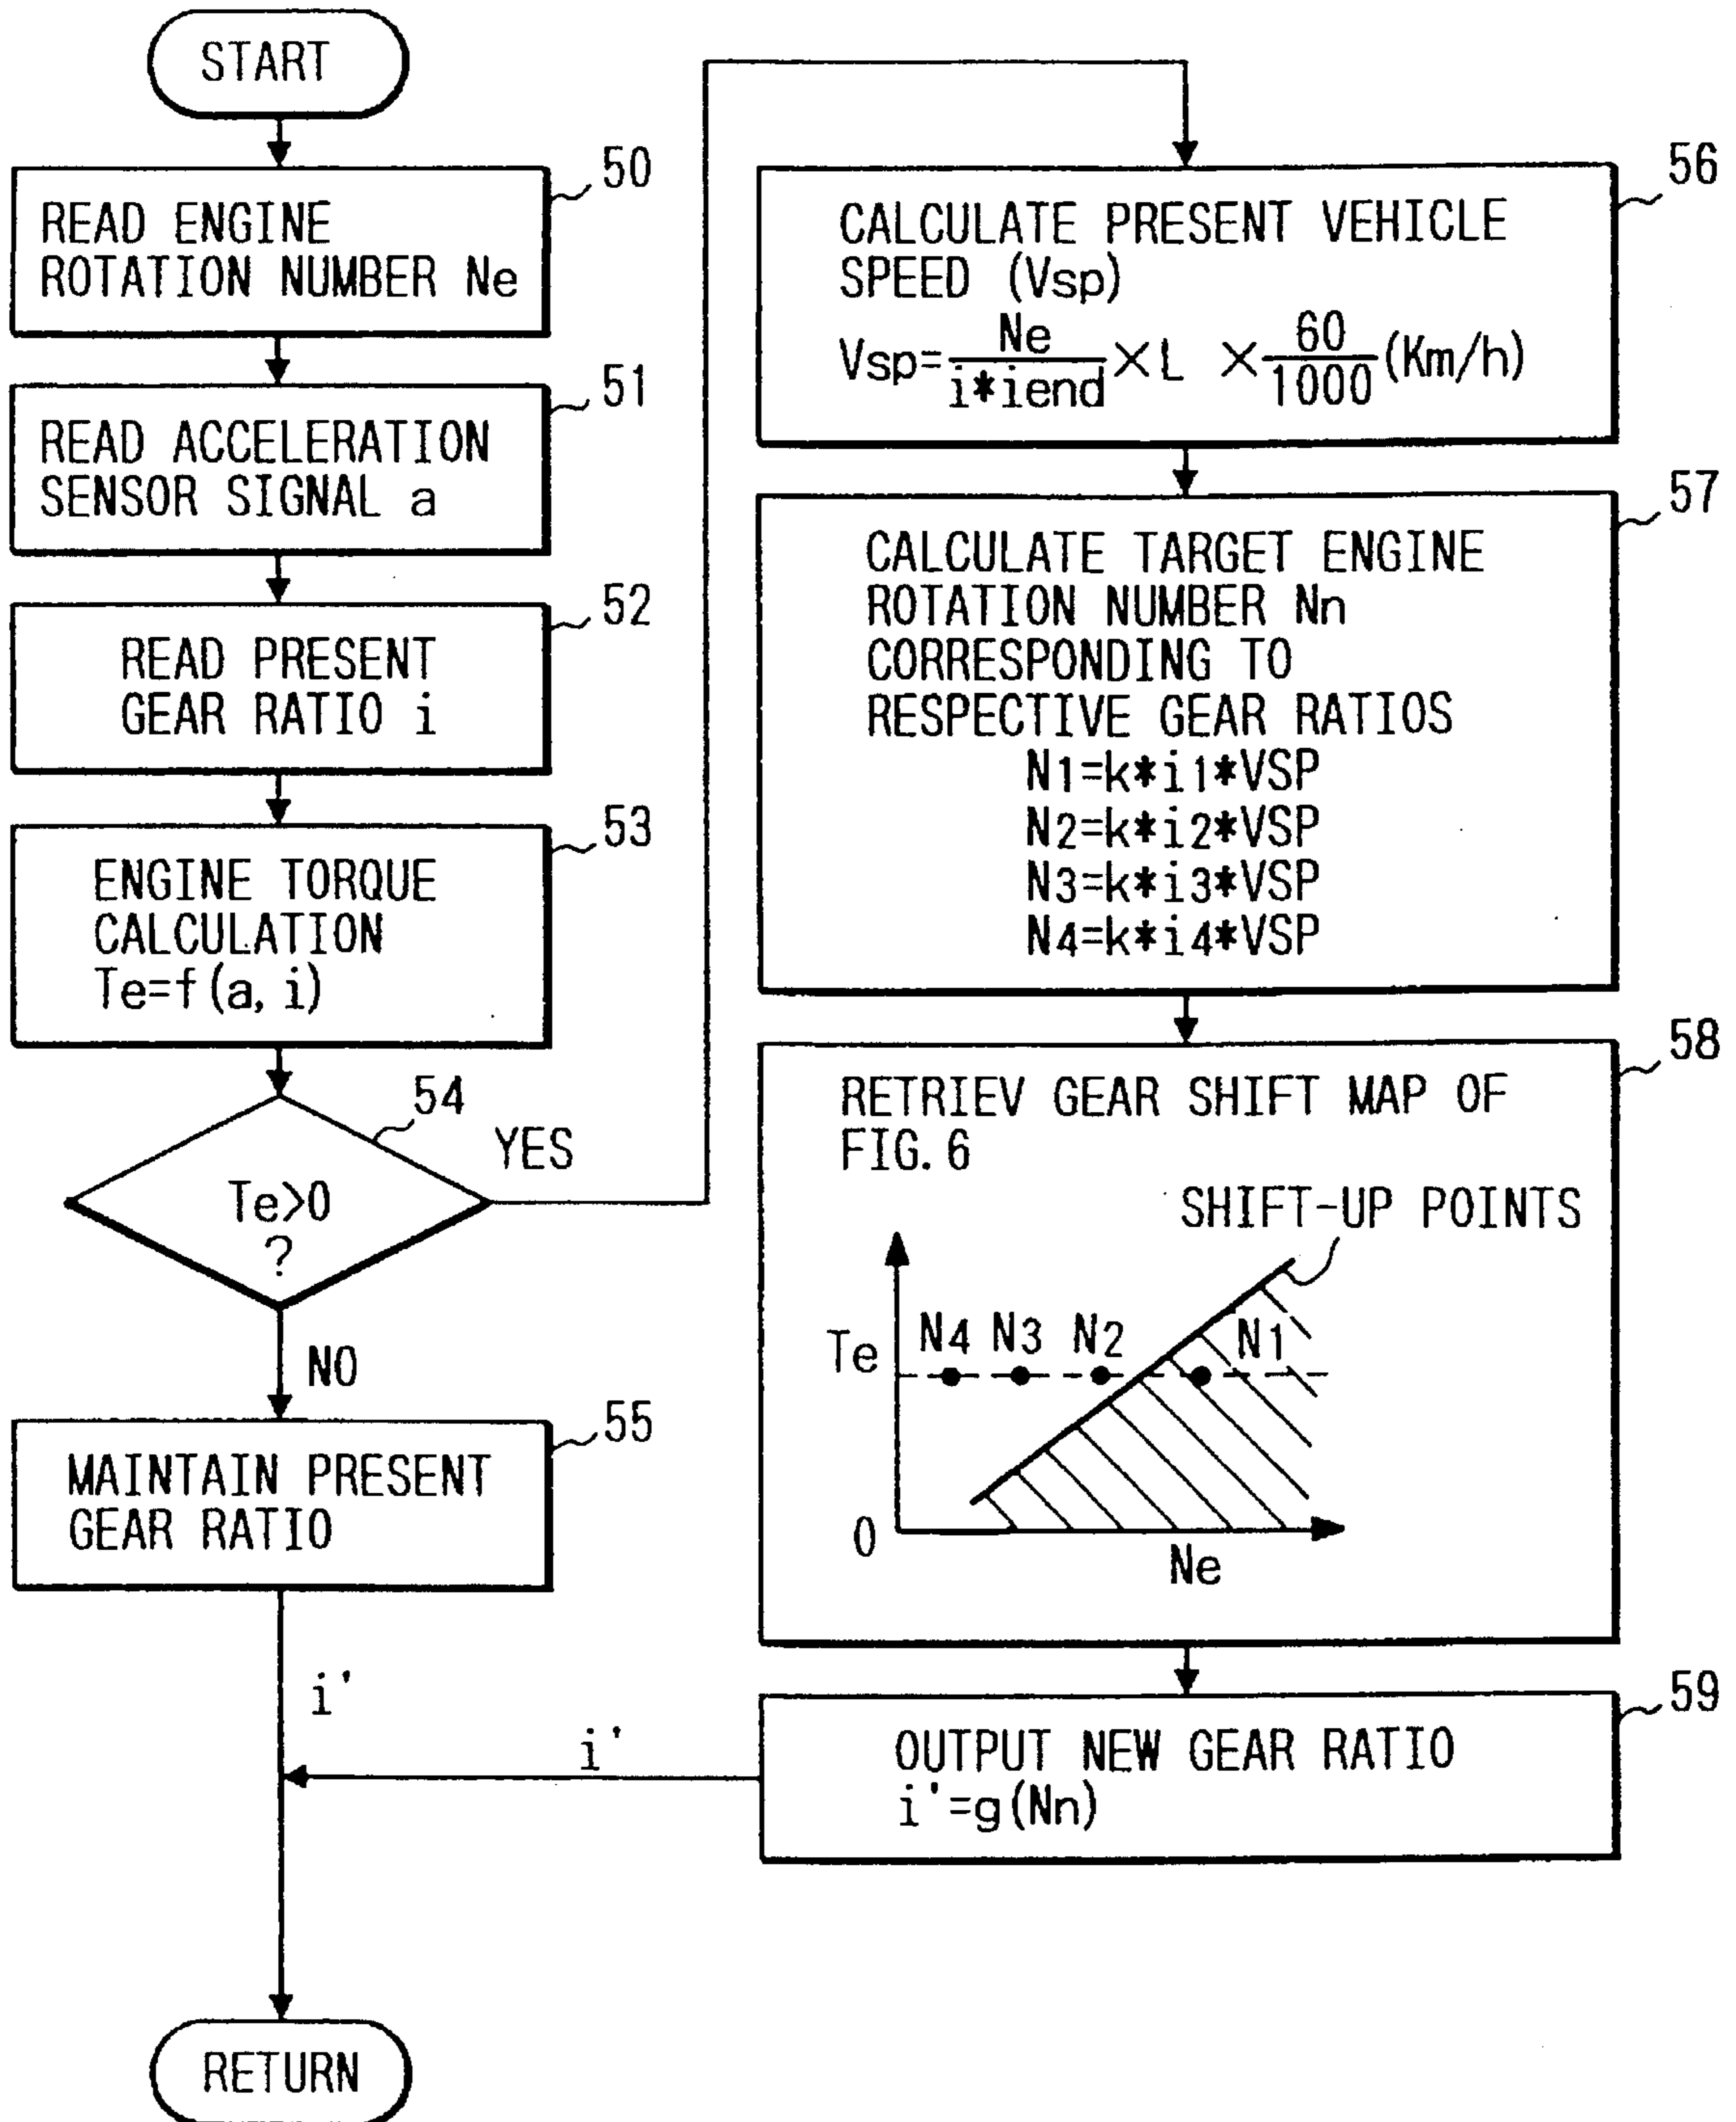 START
50
READ ENGINE
ROTATION NUMBER Ne
51
READ ACCELERATION
SENSOR SIGNAL a
52
READ PRESENT
GEAR RATIO i
53
ENGINE TORQUE
CALCULATION
Te=f(a, i)
54
Te>0
?
YES
NO
55
MAINTAIN PRESENT
GEAR RATIO
i'
56
CALCULATE PRESENT VEHICLE
SPEED (Vsp)
Vsp=Ne/i*iend ×L ×60/1000(Km/h)
57
CALCULATE TARGET ENGINE
ROTATION NUMBER Nn
CORRESPONDING TO
RESPECTIVE GEAR RATIOS
N1=k*i1*VSP
N2=k*i2*VSP
N3=k*i3*VSP
N4=k*i4*VSP
58
RETRIEV GEAR SHIFT MAP OF
FIG. 6
SHIFT-UP POINTS
Te
N4 N3 N2 N1
0
Ne
59
OUTPUT NEW GEAR RATIO
i'=g(Nn)
i'
RETURN